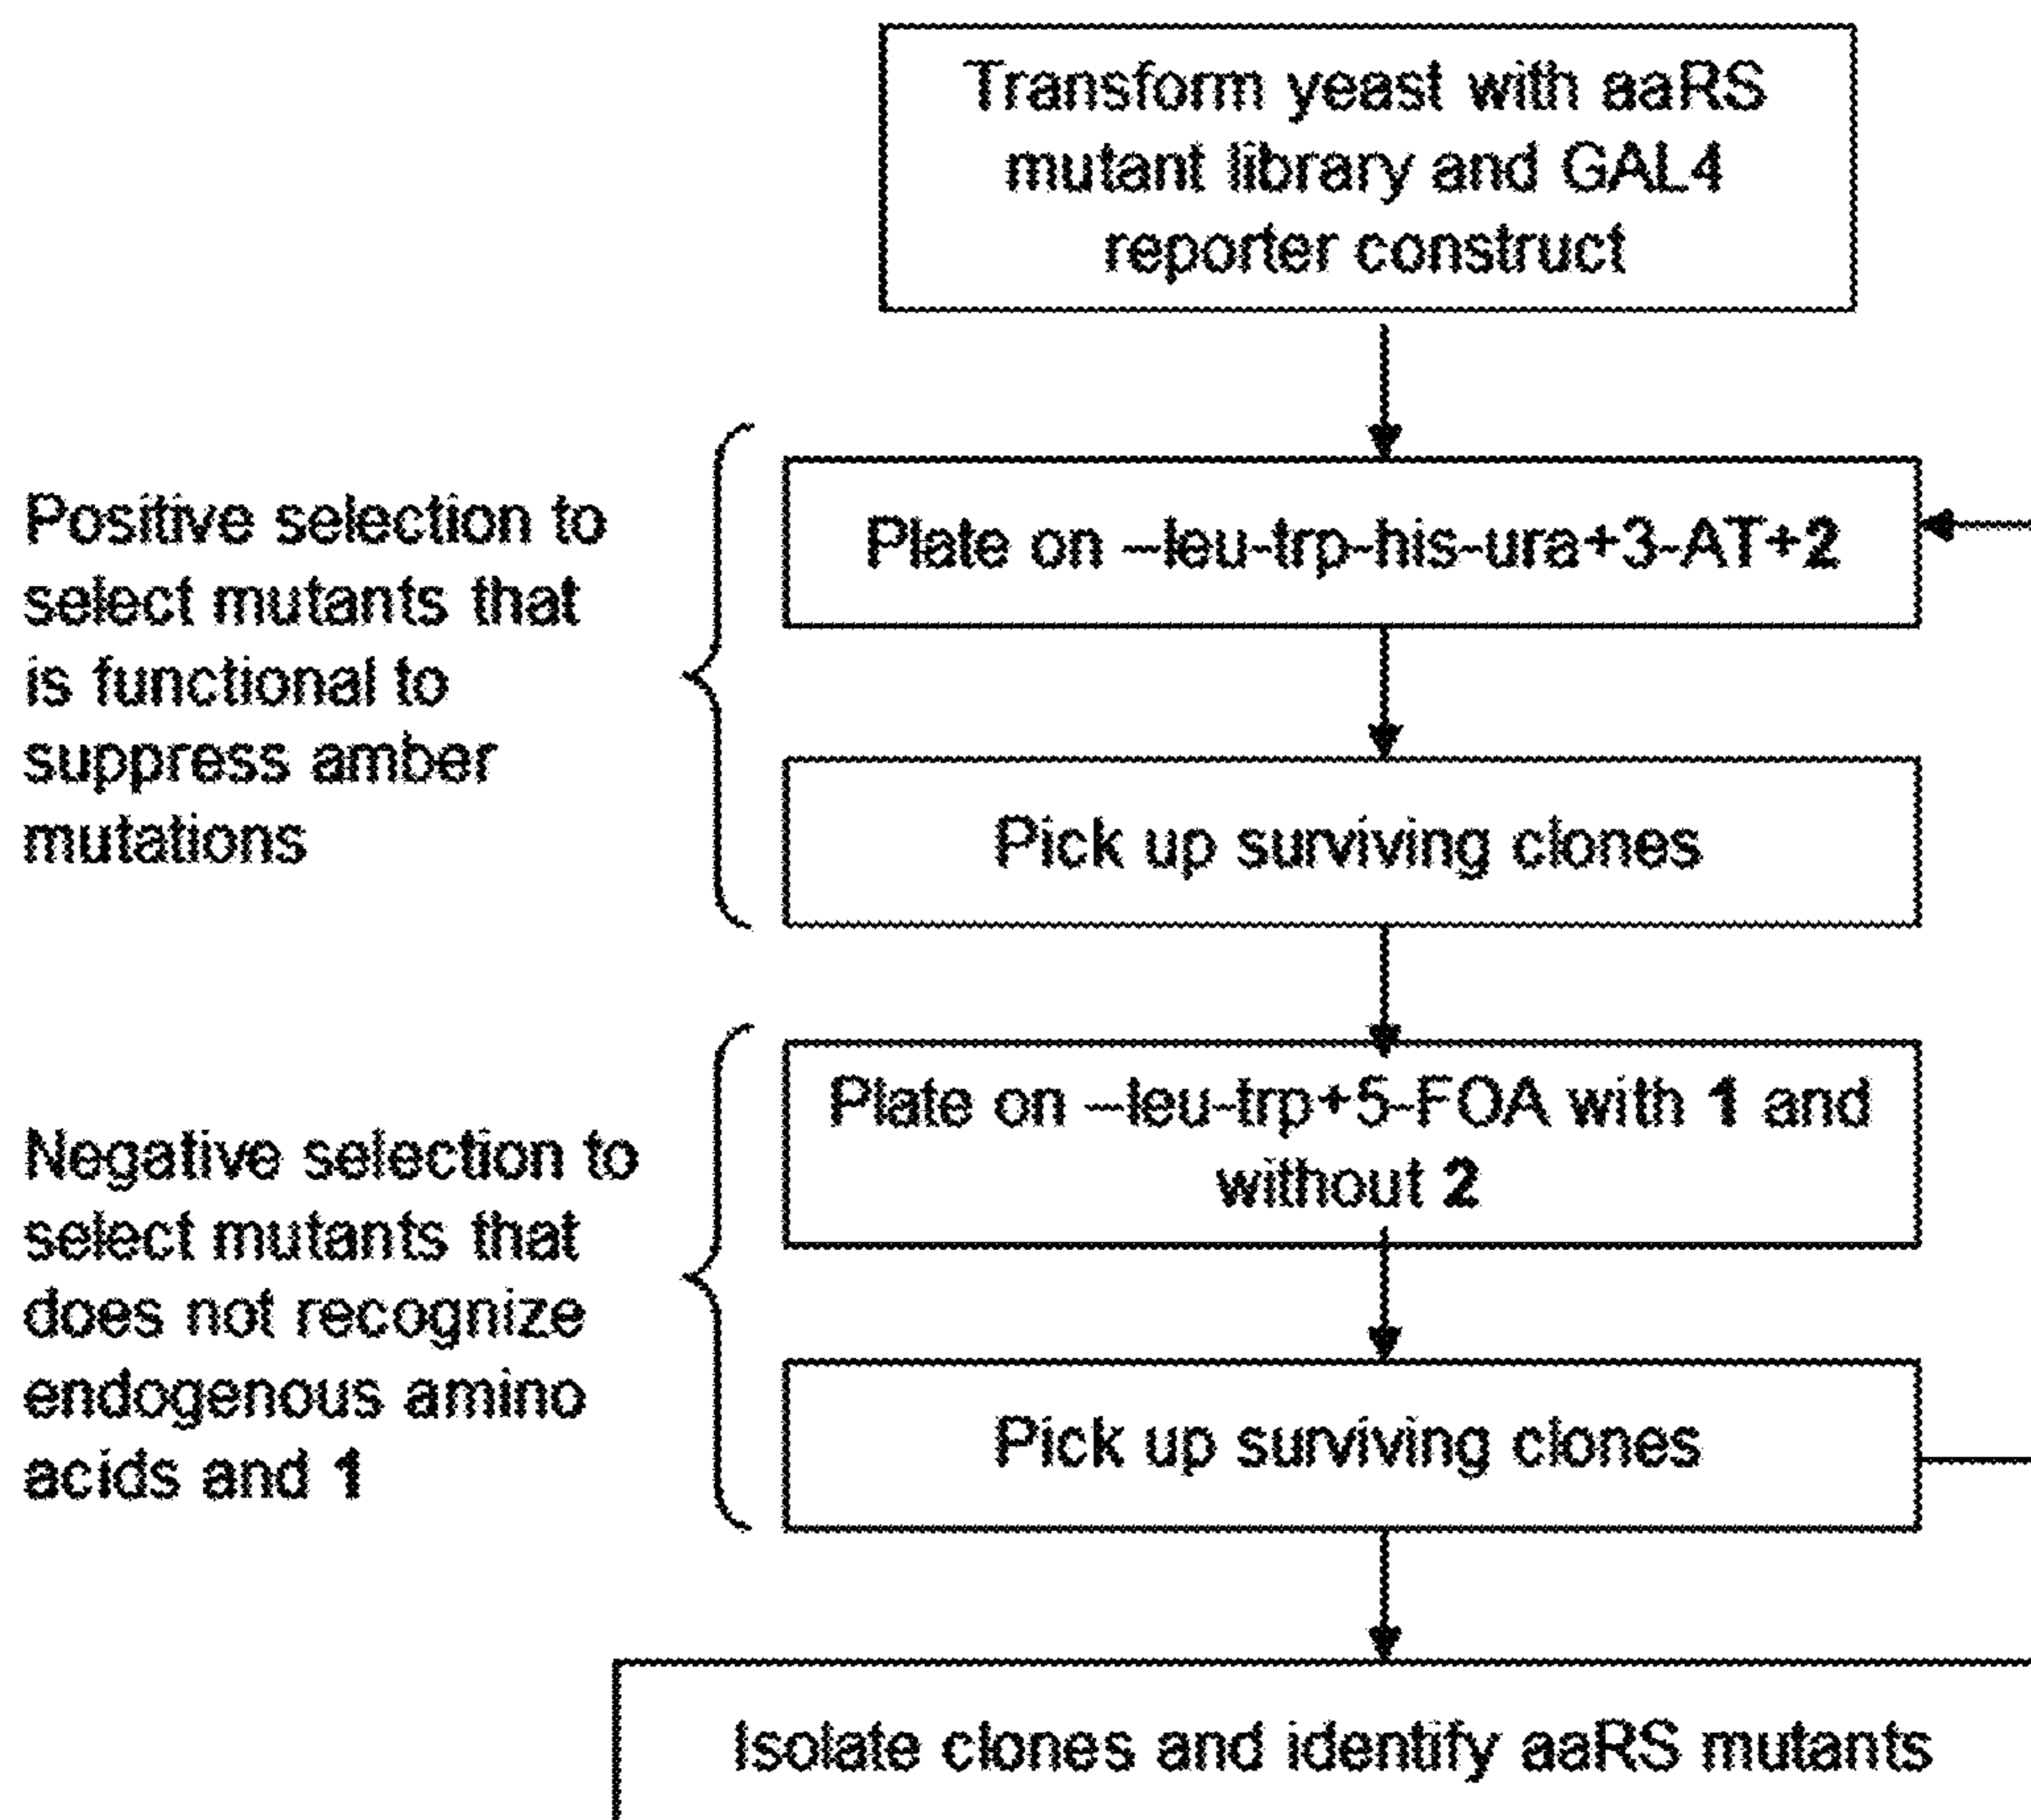 Transform yeast with aaRS
mutant library and GAL4
reporter construct
Positive selection to
select mutants that
is functional to
suppress amber
mutations
Plate on –leu-trp-his-ura+3-AT+2
Pick up surviving clones
Negative selection to
select mutants that
does not recognize
endogenous amino
acids and 1
Plate on –leu-trp+5-FOA with 1 and
without 2
Pick up surviving clones
Isolate clones and identify aaRS mutants